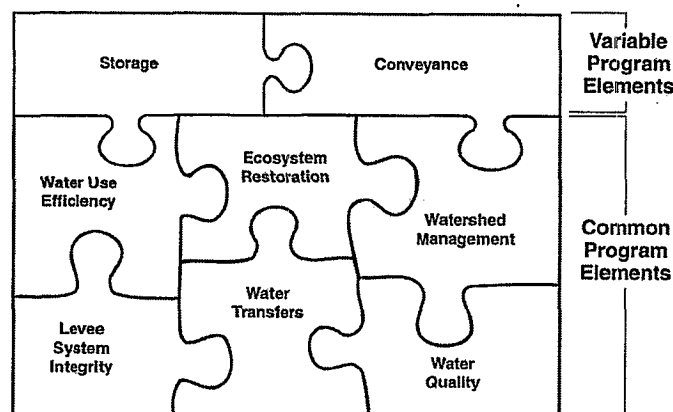 Storage
Conveyance
Variable
Program
Elements
Ecosystem
Restoration
Water Use
Efficiency
Watershed
Management
Common
Program
Elements
Water
Transfers
Levee
System
Integrity
Water
Quality